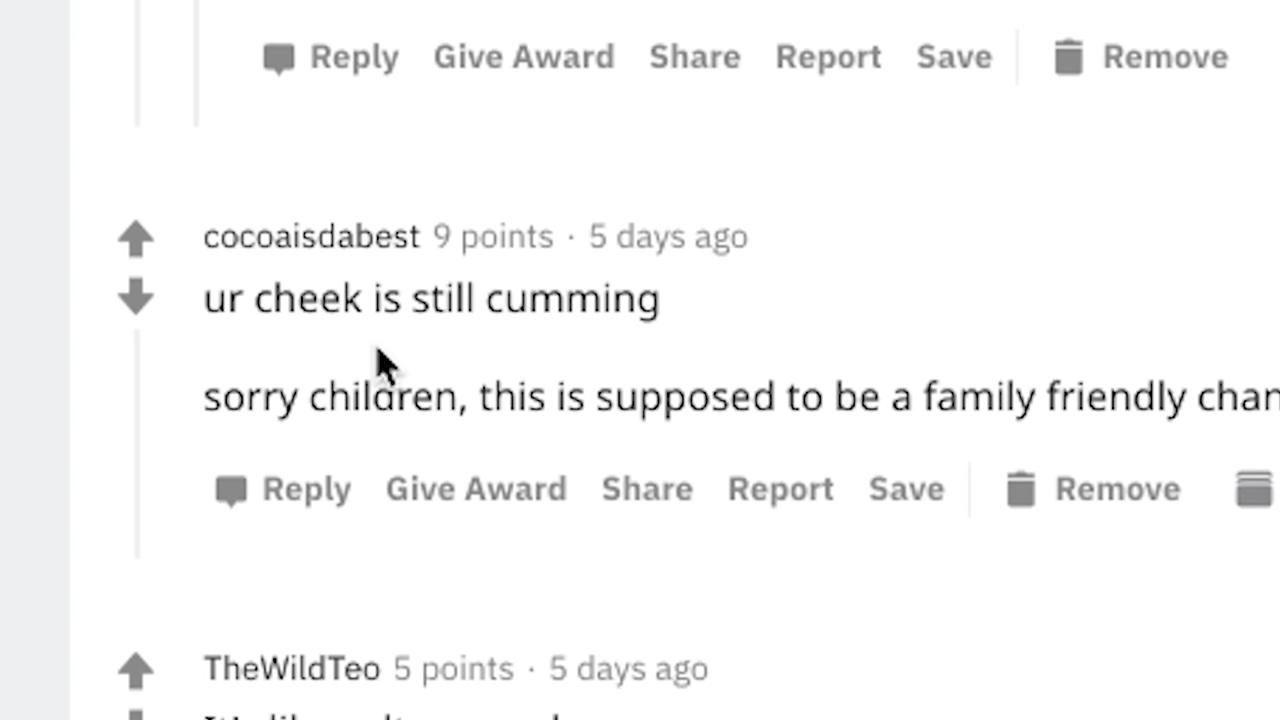 Reply Give Award Share Report Save Remove
cocoaisdabest 9 points · 5 days ago
ur cheek is still cumming
sorry children, this is supposed to be a family friendly
Reply Give Award Share Report Save Remove
TheWildTeo 5 points · 5 days ago